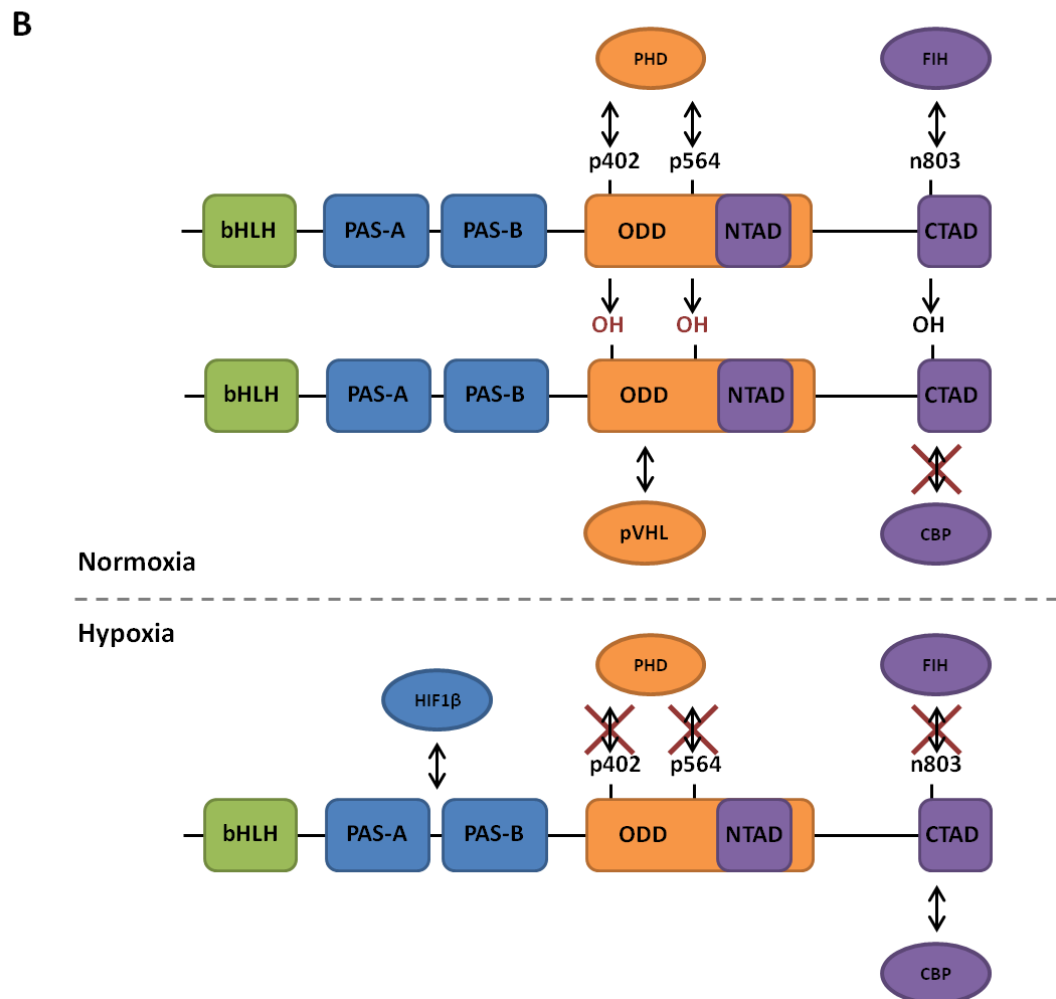 B
PHD FIH
p402 p564 n803
bHLH PAS-A PAS-B ODD NTAD CTAD
OH OH OH
bHLH PAS-A PAS-B ODD NTAD CTAD
pVHL CBP
Normoxia
Hypoxia
PHD FIH
HIF1β
p402 p564 n803
bHLH PAS-A PAS-B ODD NTAD CTAD
CBP